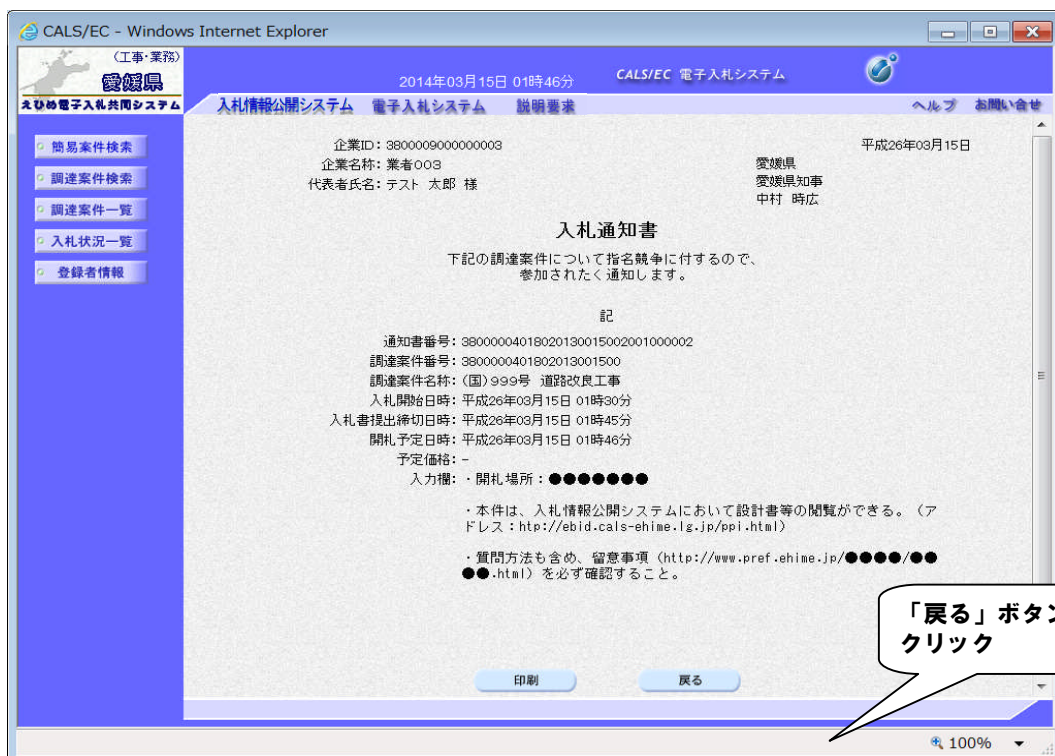 CALS/EC - Windows Internet Explorer
(工事･業務)
愛媛県
えひめ電子入札共同システム
2014年03月15日 01時46分
CALS/EC 電子入札システム
入札情報公開システム 電子入札システム 説明要求
ヘルプ お問い合せ
簡易案件検索
調達案件検索
調達案件一覧
入札状況一覧
登録者情報
企業ID：3800009000000003
平成26年03月15日
企業名称：業者003
愛媛県
代表者氏名：テスト 太郎 様
愛媛県知事
中村 時広
入札通知書
下記の調達案件について指名競争に付するので、
参加されたく通知します。
記
通知書番号：38000004018020130015002001000002
調達案件番号：380000040180201300​1500
調達案件名称：(国)999号 道路改良工事
入札開始日時：平成26年03月15日 01時30分
入札書提出締切日時：平成26年03月15日 01時45分
開札予定日時：平成26年03月15日 01時46分
予定価格：-
入力欄：・開札場所：●●●●●●●
・本件は、入札情報公開システムにおいて設計書等の閲覧ができる。（ア
ドレス：htp://ebid.cals-ehime.lg.jp/ppi.html）
・質問方法も含め、留意事項（http://www.pref.ehime.jp/●●●●/●●
●●.html）を必ず確認すること。
「戻る」ボタン
クリック
印刷
戻る
100%